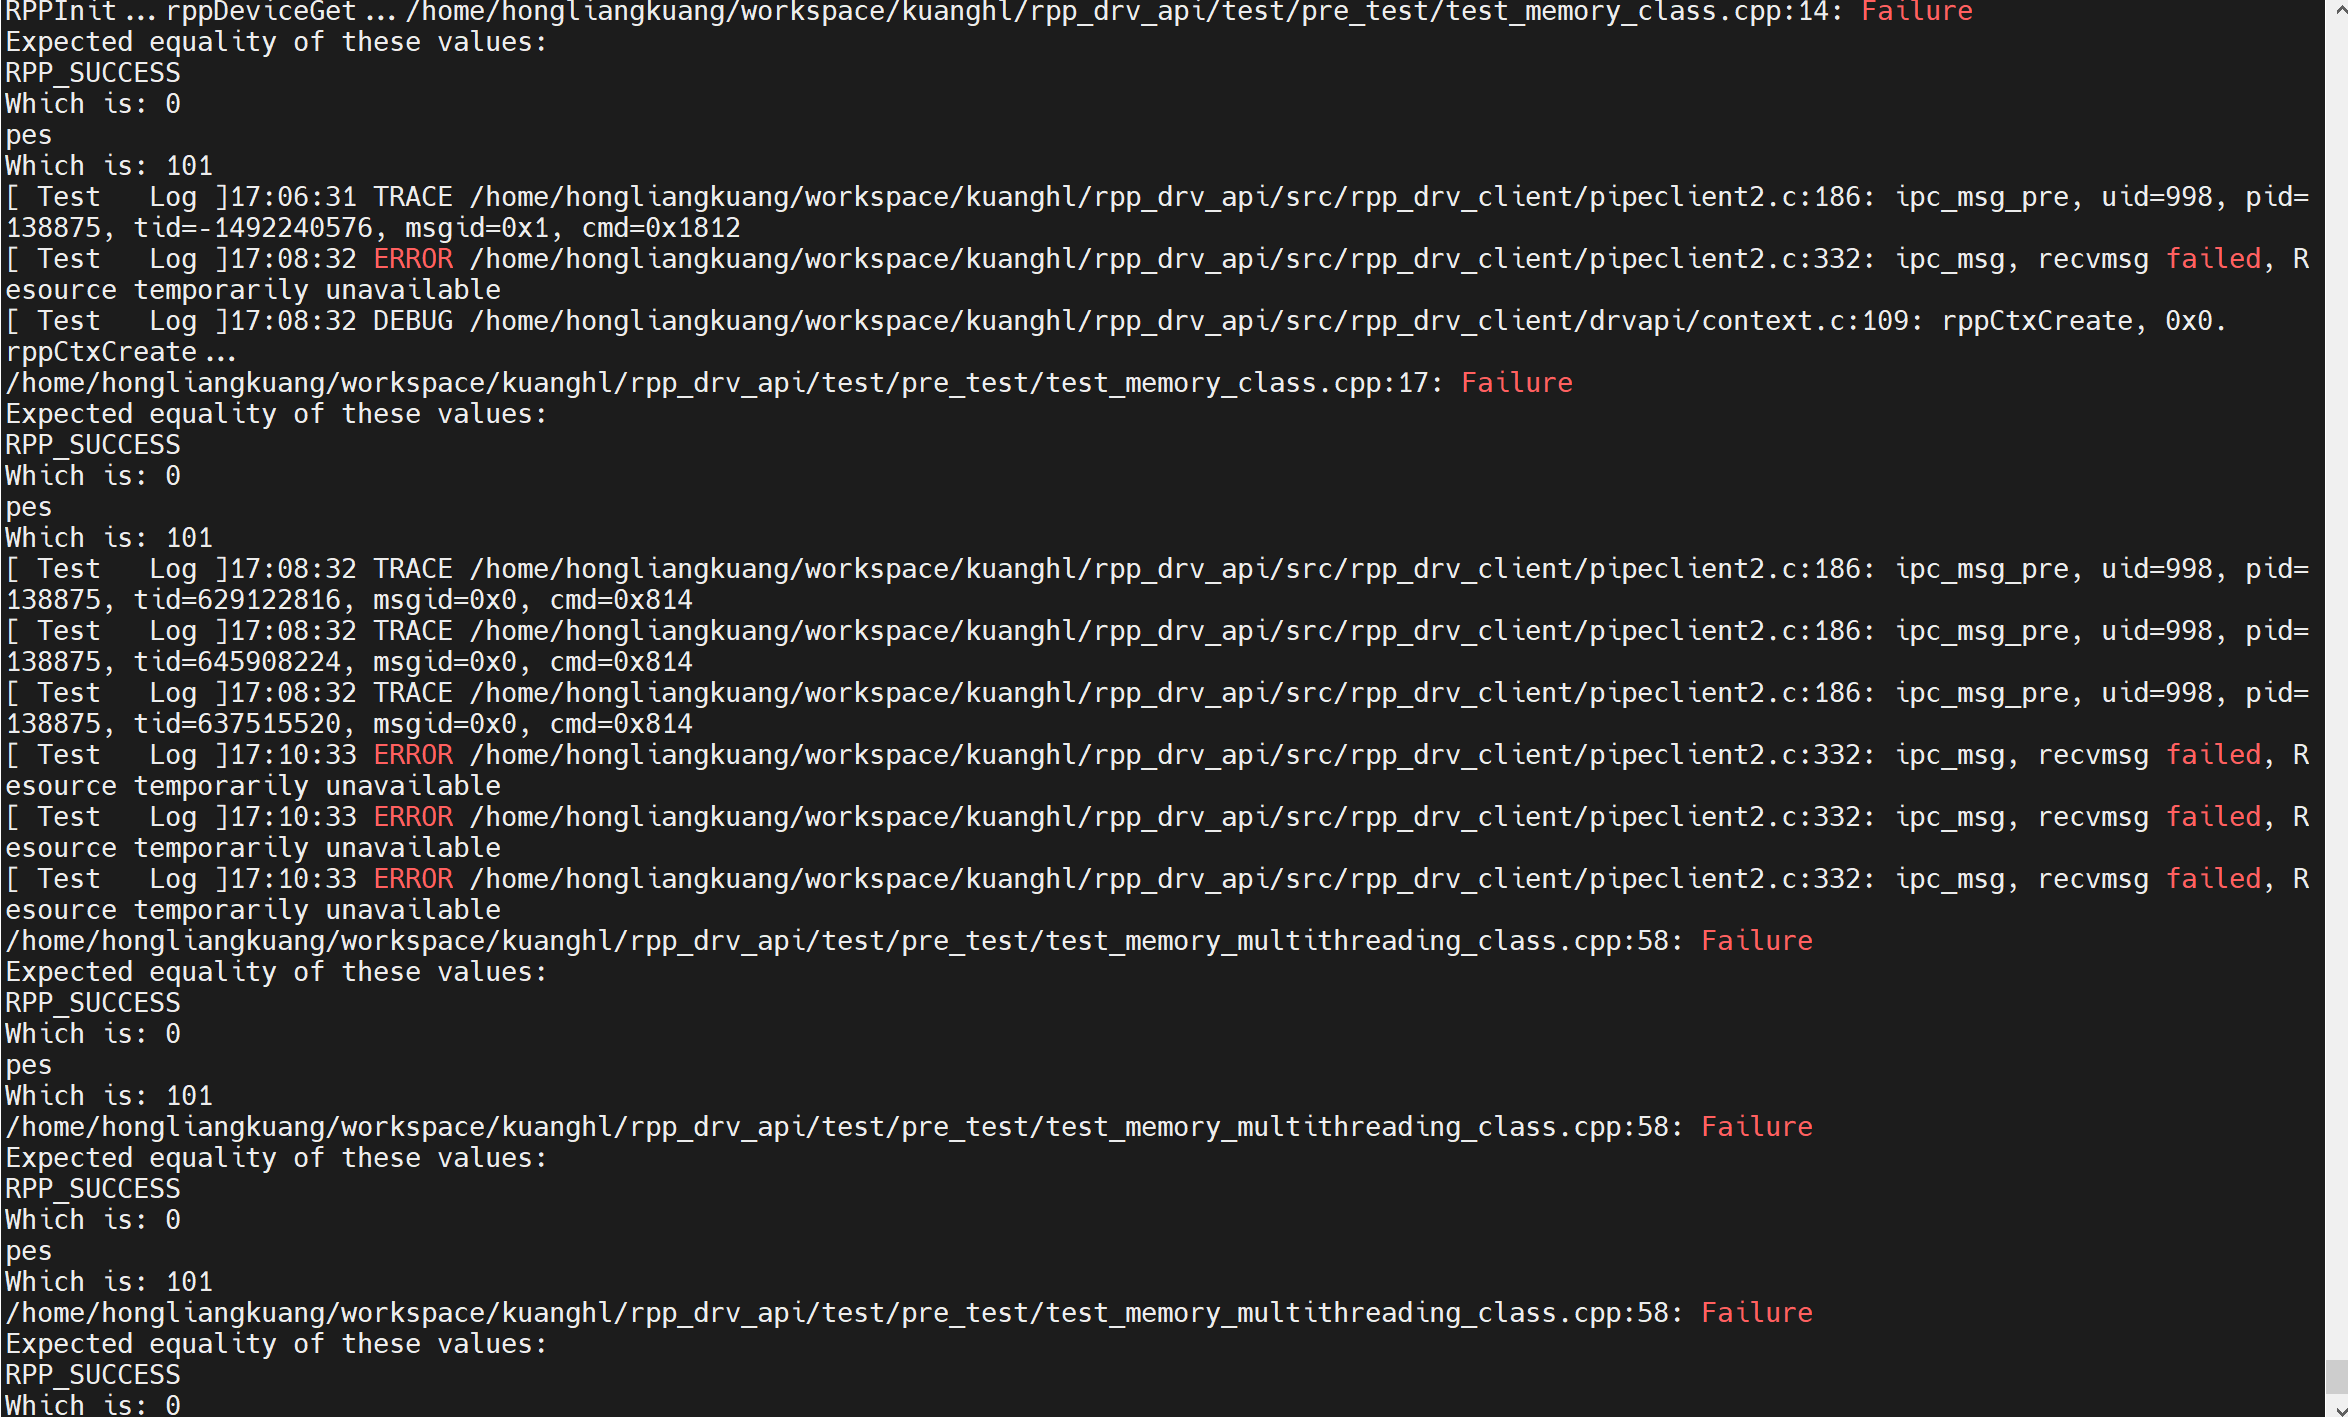 RPPInit...rppDeviceGet.../home/hongliangkuang/workspace/kuanghl/rpp_drv_api/test/pre_test/test_memory_class.cpp:14: Failure
Expected equality of these values:
RPP_SUCCESS
Which is: 0
pes
Which is: 101
[ Test   Log ]17:06:31 TRACE /home/hongliangkuang/workspace/kuanghl/rpp_drv_api/src/rpp_drv_client/pipeclient2.c:186: ipc_msg_pre, uid=998, pid=
138875, tid=-1492240576, msgid=0x1, cmd=0x1812
[ Test   Log ]17:08:32 ERROR /home/hongliangkuang/workspace/kuanghl/rpp_drv_api/src/rpp_drv_client/pipeclient2.c:332: ipc_msg, recvmsg failed, R
esource temporarily unavailable
[ Test   Log ]17:08:32 DEBUG /home/hongliangkuang/workspace/kuanghl/rpp_drv_api/src/rpp_drv_client/drvapi/context.c:109: rppCtxCreate, 0x0.
rppCtxCreate...
/home/hongliangkuang/workspace/kuanghl/rpp_drv_api/test/pre_test/test_memory_class.cpp:17: Failure
Expected equality of these values:
RPP_SUCCESS
Which is: 0
pes
Which is: 101
[ Test   Log ]17:08:32 TRACE /home/hongliangkuang/workspace/kuanghl/rpp_drv_api/src/rpp_drv_client/pipeclient2.c:186: ipc_msg_pre, uid=998, pid=
138875, tid=629122816, msgid=0x0, cmd=0x814
[ Test   Log ]17:08:32 TRACE /home/hongliangkuang/workspace/kuanghl/rpp_drv_api/src/rpp_drv_client/pipeclient2.c:186: ipc_msg_pre, uid=998, pid=
138875, tid=645908224, msgid=0x0, cmd=0x814
[ Test   Log ]17:08:32 TRACE /home/hongliangkuang/workspace/kuanghl/rpp_drv_api/src/rpp_drv_client/pipeclient2.c:186: ipc_msg_pre, uid=998, pid=
138875, tid=637515520, msgid=0x0, cmd=0x814
[ Test   Log ]17:10:33 ERROR /home/hongliangkuang/workspace/kuanghl/rpp_drv_api/src/rpp_drv_client/pipeclient2.c:332: ipc_msg, recvmsg failed, R
esource temporarily unavailable
[ Test   Log ]17:10:33 ERROR /home/hongliangkuang/workspace/kuanghl/rpp_drv_api/src/rpp_drv_client/pipeclient2.c:332: ipc_msg, recvmsg failed, R
esource temporarily unavailable
[ Test   Log ]17:10:33 ERROR /home/hongliangkuang/workspace/kuanghl/rpp_drv_api/src/rpp_drv_client/pipeclient2.c:332: ipc_msg, recvmsg failed, R
esource temporarily unavailable
/home/hongliangkuang/workspace/kuanghl/rpp_drv_api/test/pre_test/test_memory_multithreading_class.cpp:58: Failure
Expected equality of these values:
RPP_SUCCESS
Which is: 0
pes
Which is: 101
/home/hongliangkuang/workspace/kuanghl/rpp_drv_api/test/pre_test/test_memory_multithreading_class.cpp:58: Failure
Expected equality of these values:
RPP_SUCCESS
Which is: 0
pes
Which is: 101
/home/hongliangkuang/workspace/kuanghl/rpp_drv_api/test/pre_test/test_memory_multithreading_class.cpp:58: Failure
Expected equality of these values:
RPP_SUCCESS
Which is: 0